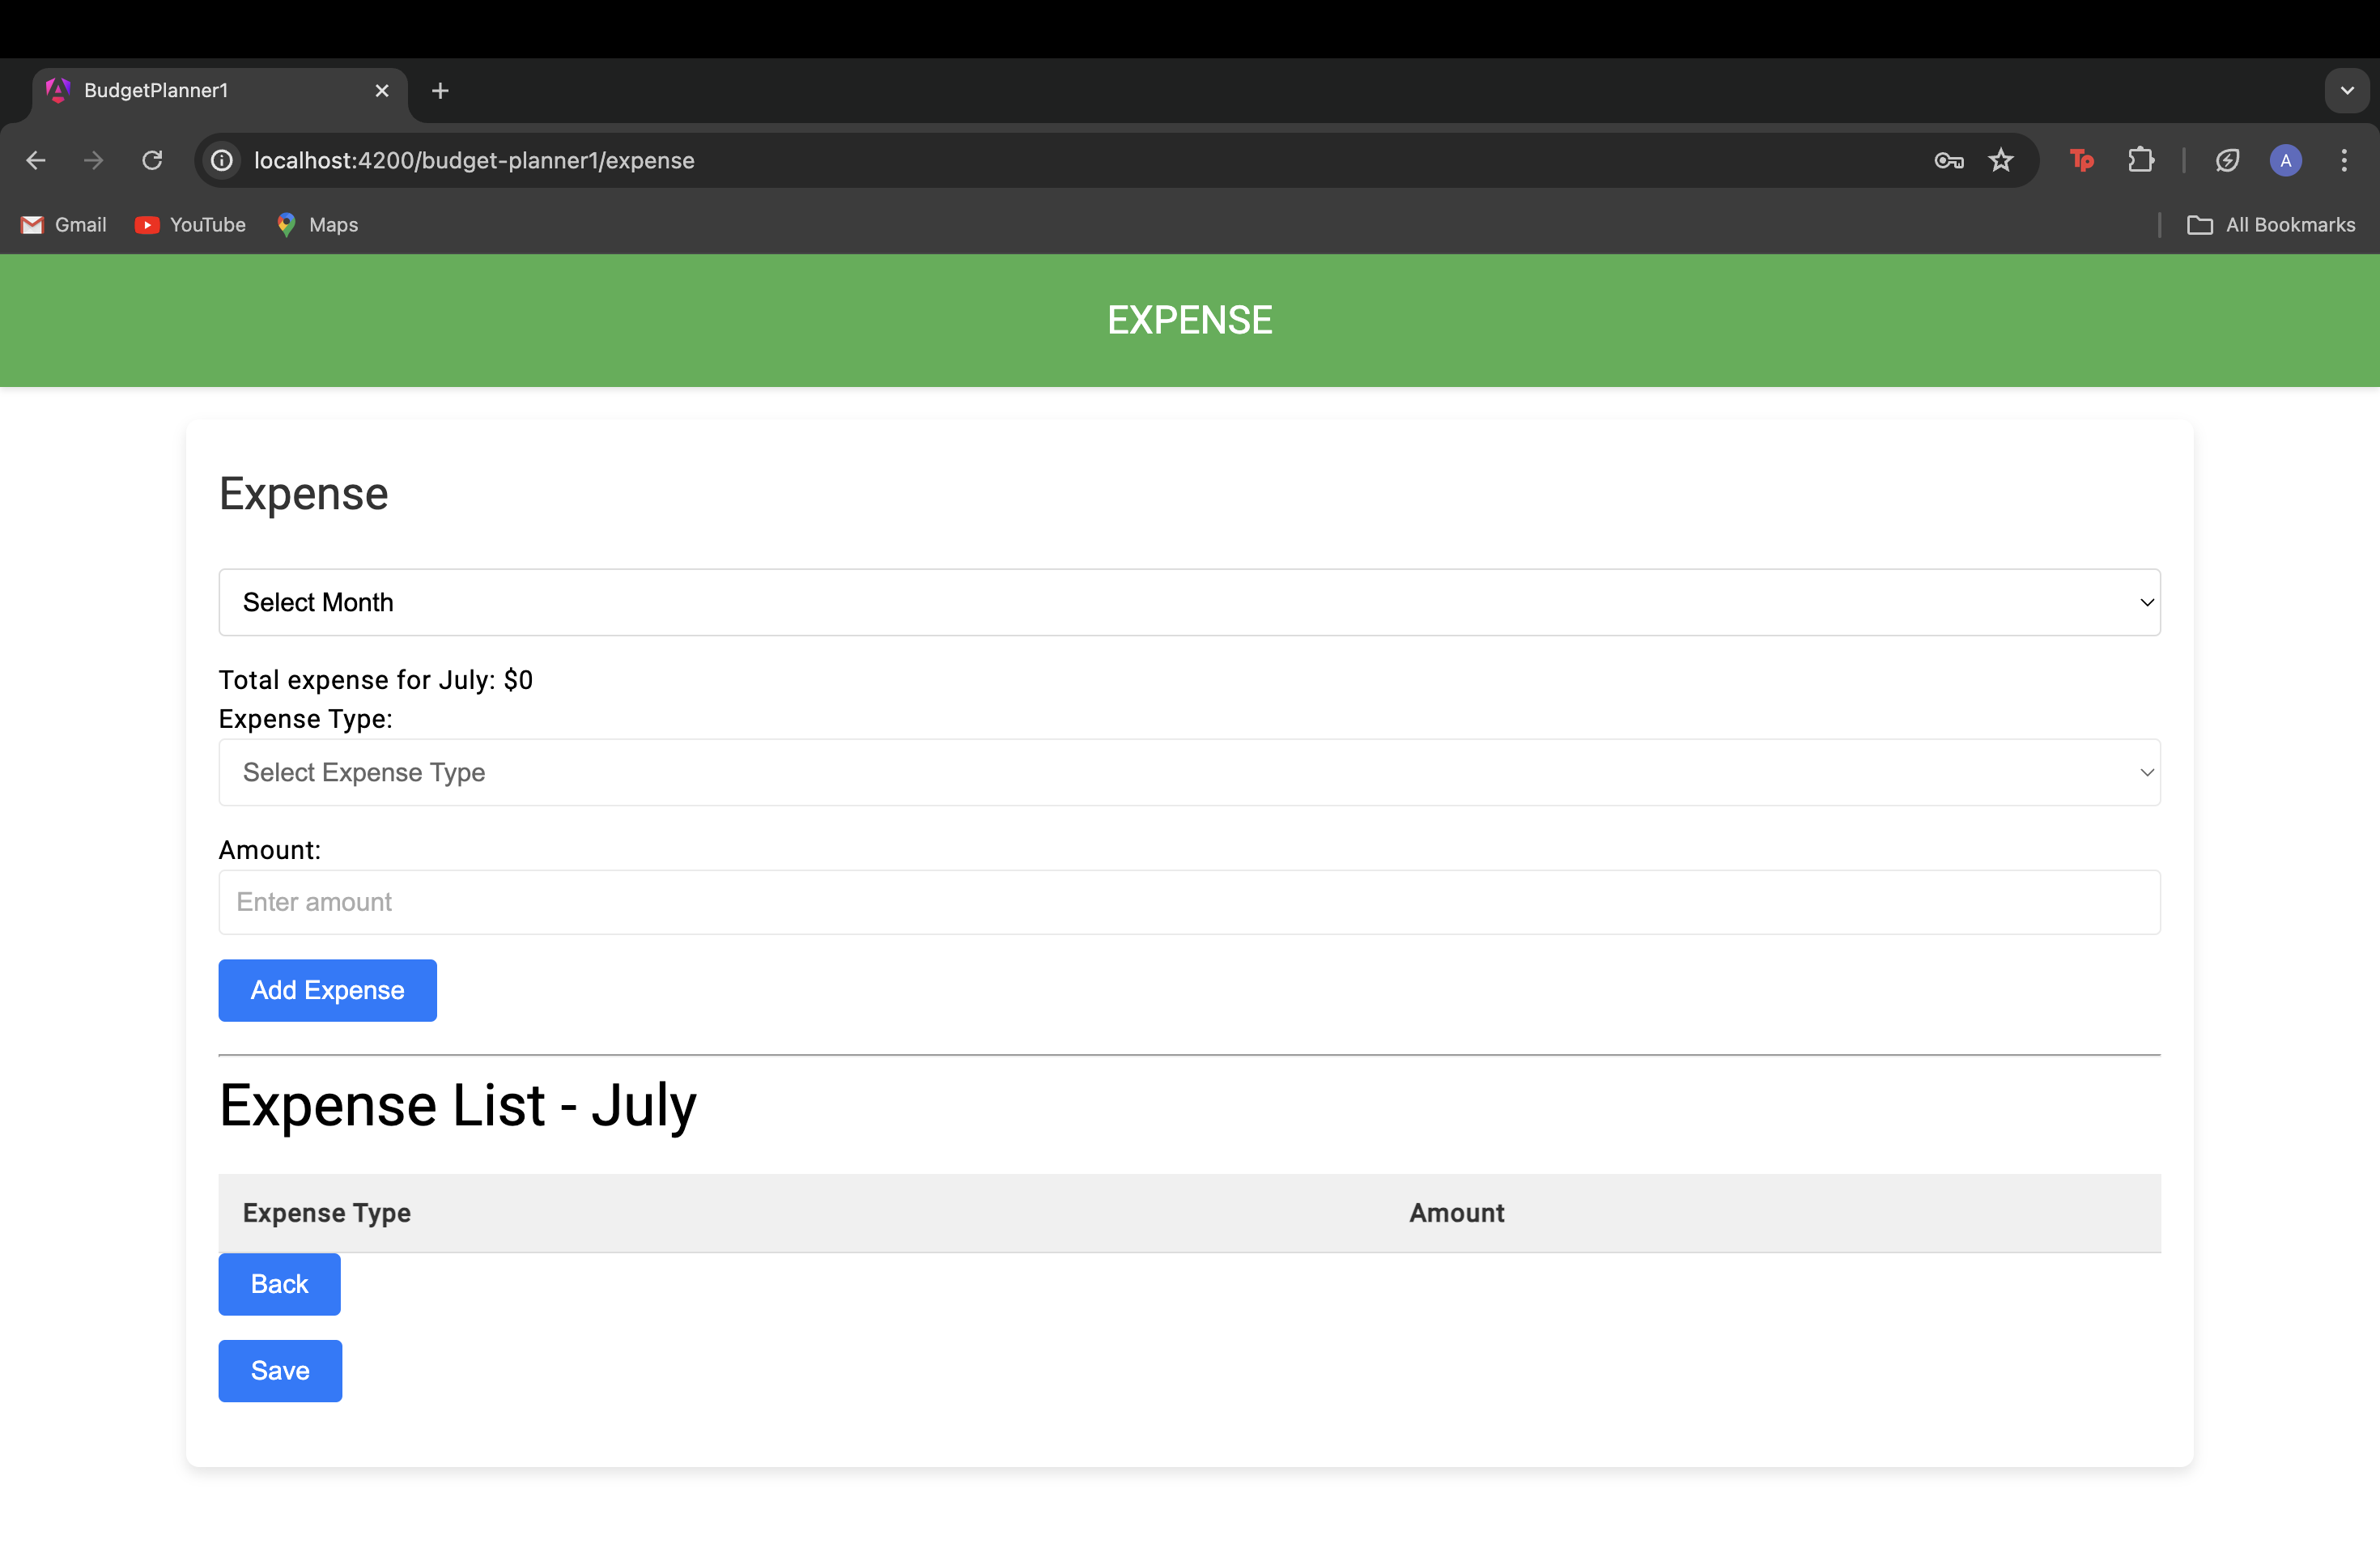 BudgetPlanner1
localhost:4200/budget-planner1/expense
Tp
A
Gmail YouTube Maps All Bookmarks
EXPENSE
Expense
Select Month
Total expense for July: $0
Expense Type:
Select Expense Type
Amount:
Enter amount
Add Expense
Expense List - July
Expense Type Amount
Back
Save